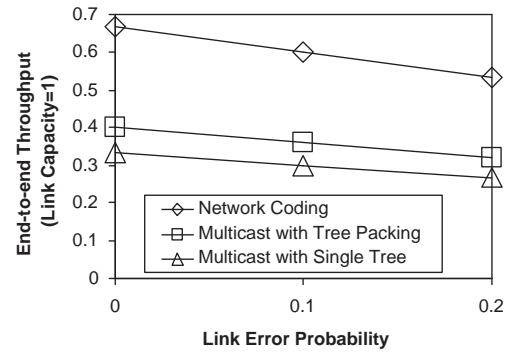 End-to-end Throughput
(Link Capacity=1)
0.7
0.6
0.5
0.4
0.3
0.2
0.1
0
Network Coding
Multicast with Tree Packing
Multicast with Single Tree
0 0.1 0.2
Link Error Probability